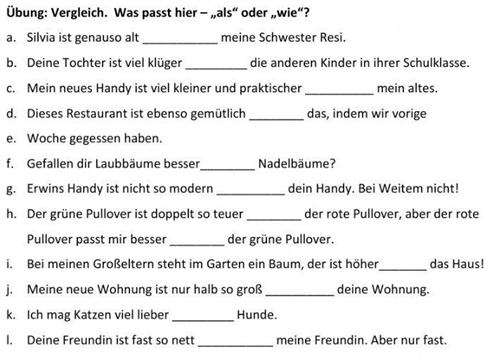 Übung: Vergleich. Was passt hier – „als“ oder „wie“?
a. Silvia ist genauso alt ___________ meine Schwester Resi.
b. Deine Tochter ist viel klüger _________ die anderen Kinder in ihrer Schulklasse.
c. Mein neues Handy ist viel kleiner und praktischer __________ mein altes.
d. Dieses Restaurant ist ebenso gemütlich ________ das, indem wir vorige
e. Woche gegessen haben.
f. Gefallen dir Laubbäume besser________ Nadelbäume?
g. Erwins Handy ist nicht so modern __________ dein Handy. Bei Weitem nicht!
h. Der grüne Pullover ist doppelt so teuer ________ der rote Pullover, aber der rote
Pullover passt mir besser ________ der grüne Pullover.
i. Bei meinen Großeltern steht im Garten ein Baum, der ist höher_______ das Haus!
j. Meine neue Wohnung ist nur halb so groß __________ deine Wohnung.
k. Ich mag Katzen viel lieber _________ Hunde.
l. Deine Freundin ist fast so nett ___________ meine Freundin. Aber nur fast.